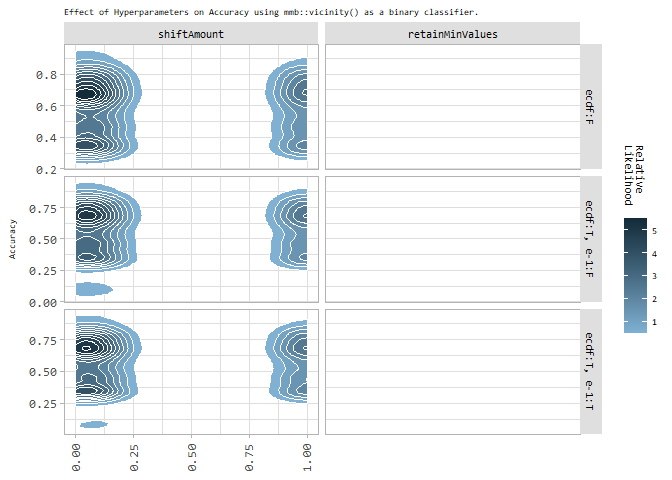 Effect of Hyperparameters on Accuracy using mmb::vicinity() as a binary classifier.
shiftAmount
retainMinValues
0.8
0.6
0.4
0.2
ecdf:F
0.75
0.50
0.25
0.00
ecdf:T, e-1:F
0.75
0.50
0.25
ecdf:T, e-1:T
0.00
0.25
0.50
0.75
1.00
Accuracy
Relative
Likelihood
5
4
3
2
1